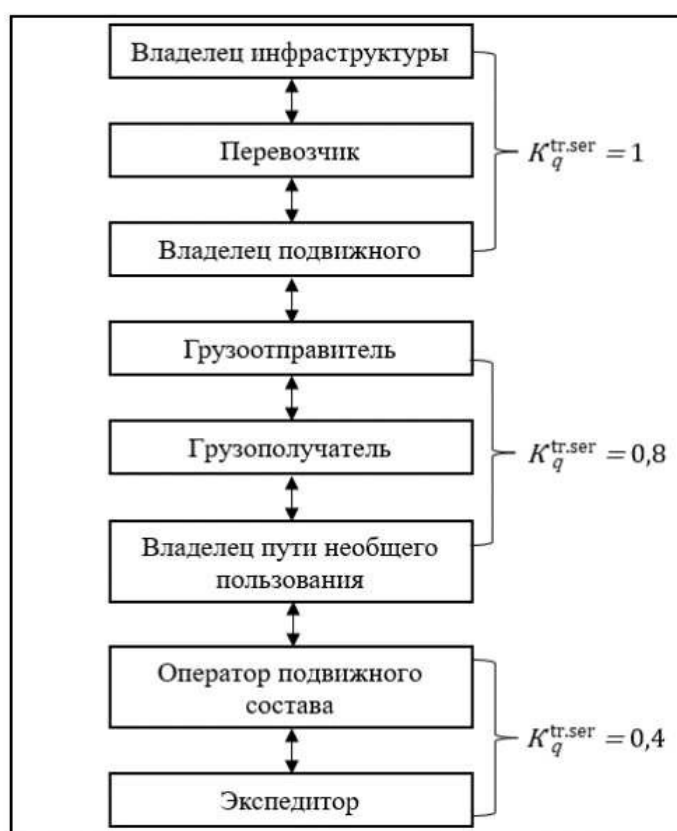 Владелец инфраструктуры
Перевозчик
K_q^tr.ser = 1
Владелец подвижного
Грузоотправитель
Грузополучатель
K_q^tr.ser = 0,8
Владелец пути необщего
пользования
Оператор подвижного
состава
K_q^tr.ser = 0,4
Экспедитор